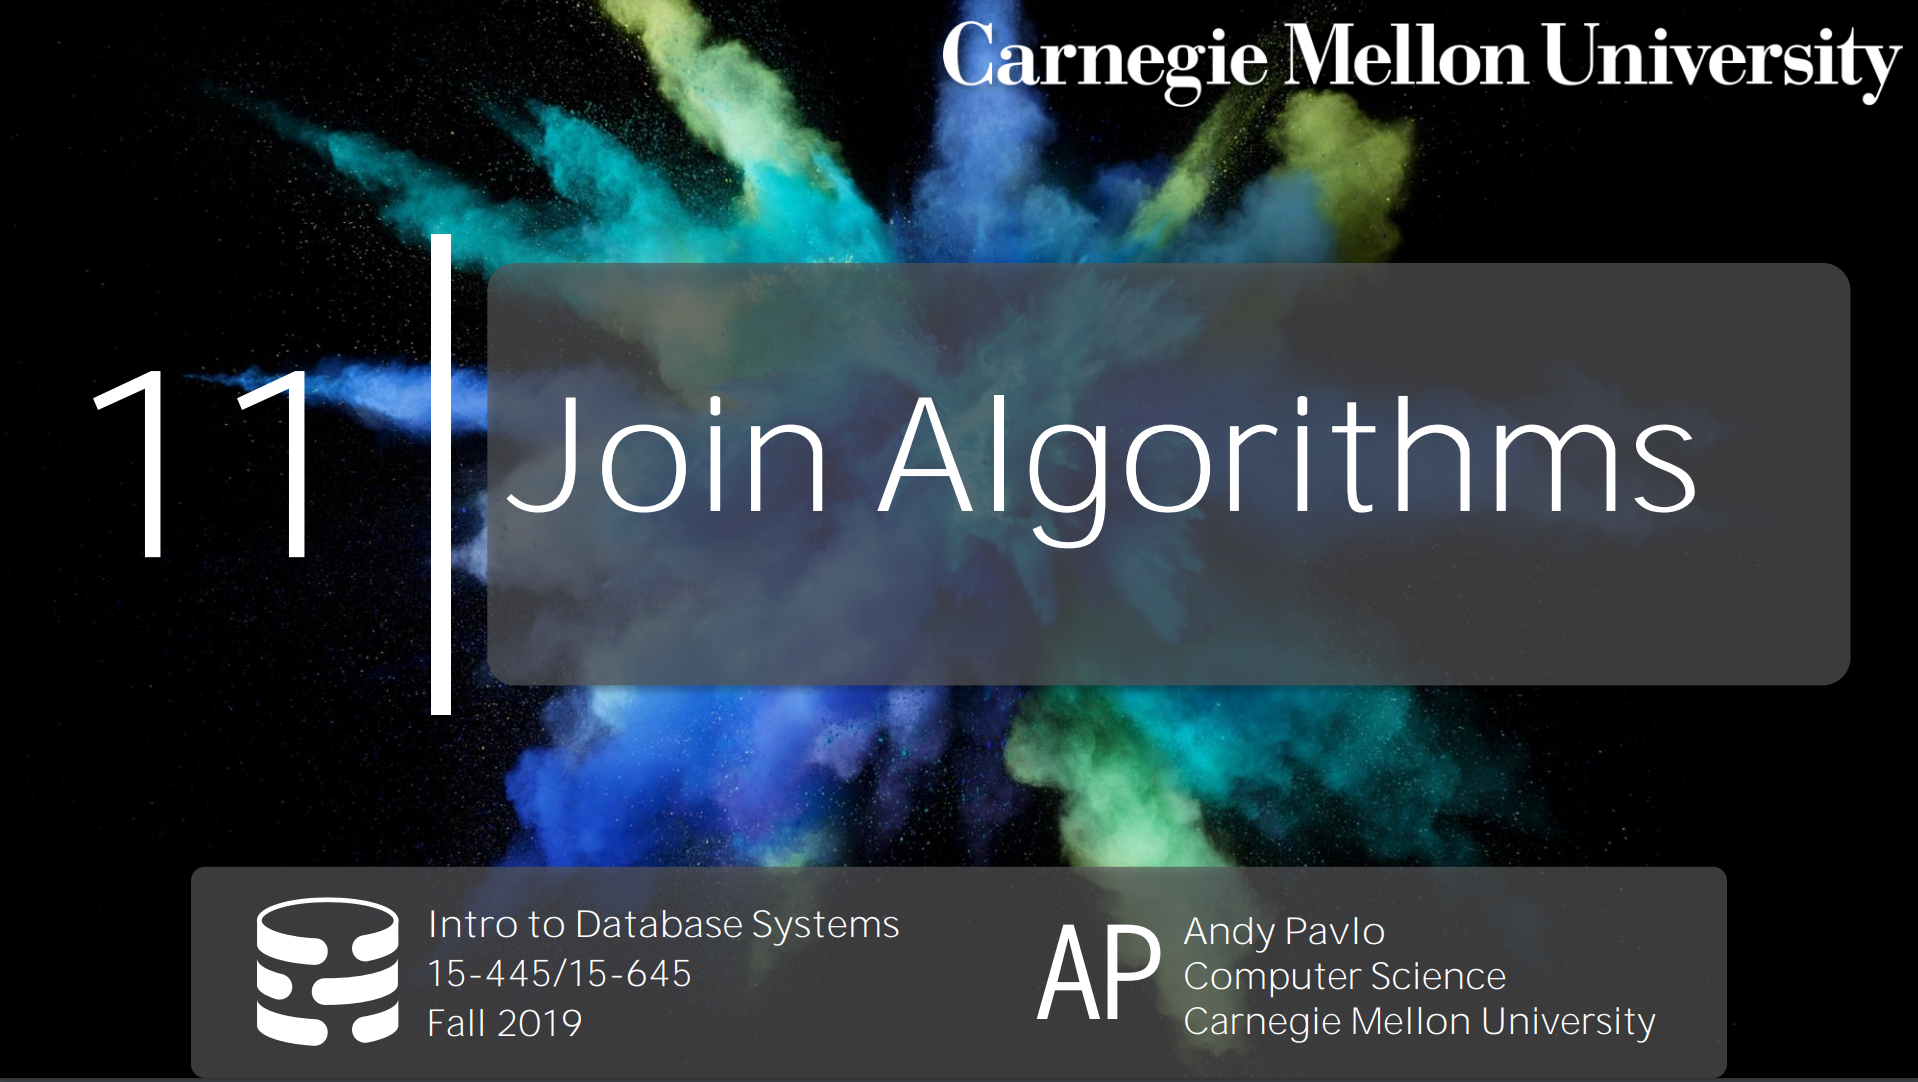 Carnegie Mellon University
11
Join Algorithms
Intro to Database Systems
15-445/15-645
Fall 2019
AP
Andy Pavlo
Computer Science
Carnegie Mellon University